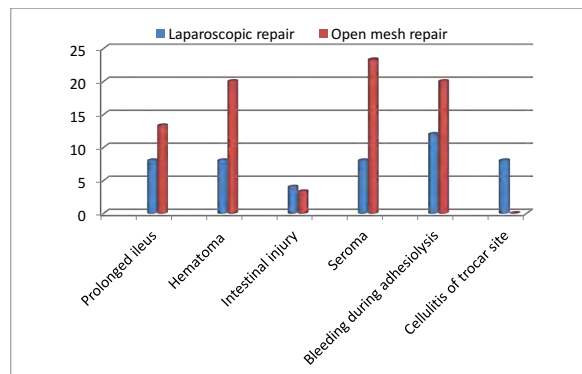 Laparoscopic repair Open mesh repair
25
20
15
10
5
0
Prolonged ileus
Hematoma
Intestinal injury
Seroma
Bleeding during adhesiolysis
Cellulitis of trocar site